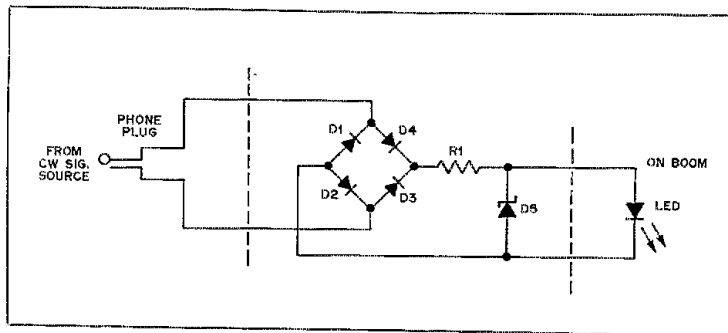 PHONE
PLUG
FROM
CW SIG.
SOURCE
D1
D4
D2
D3
R1
D5
ON BOOM
LED